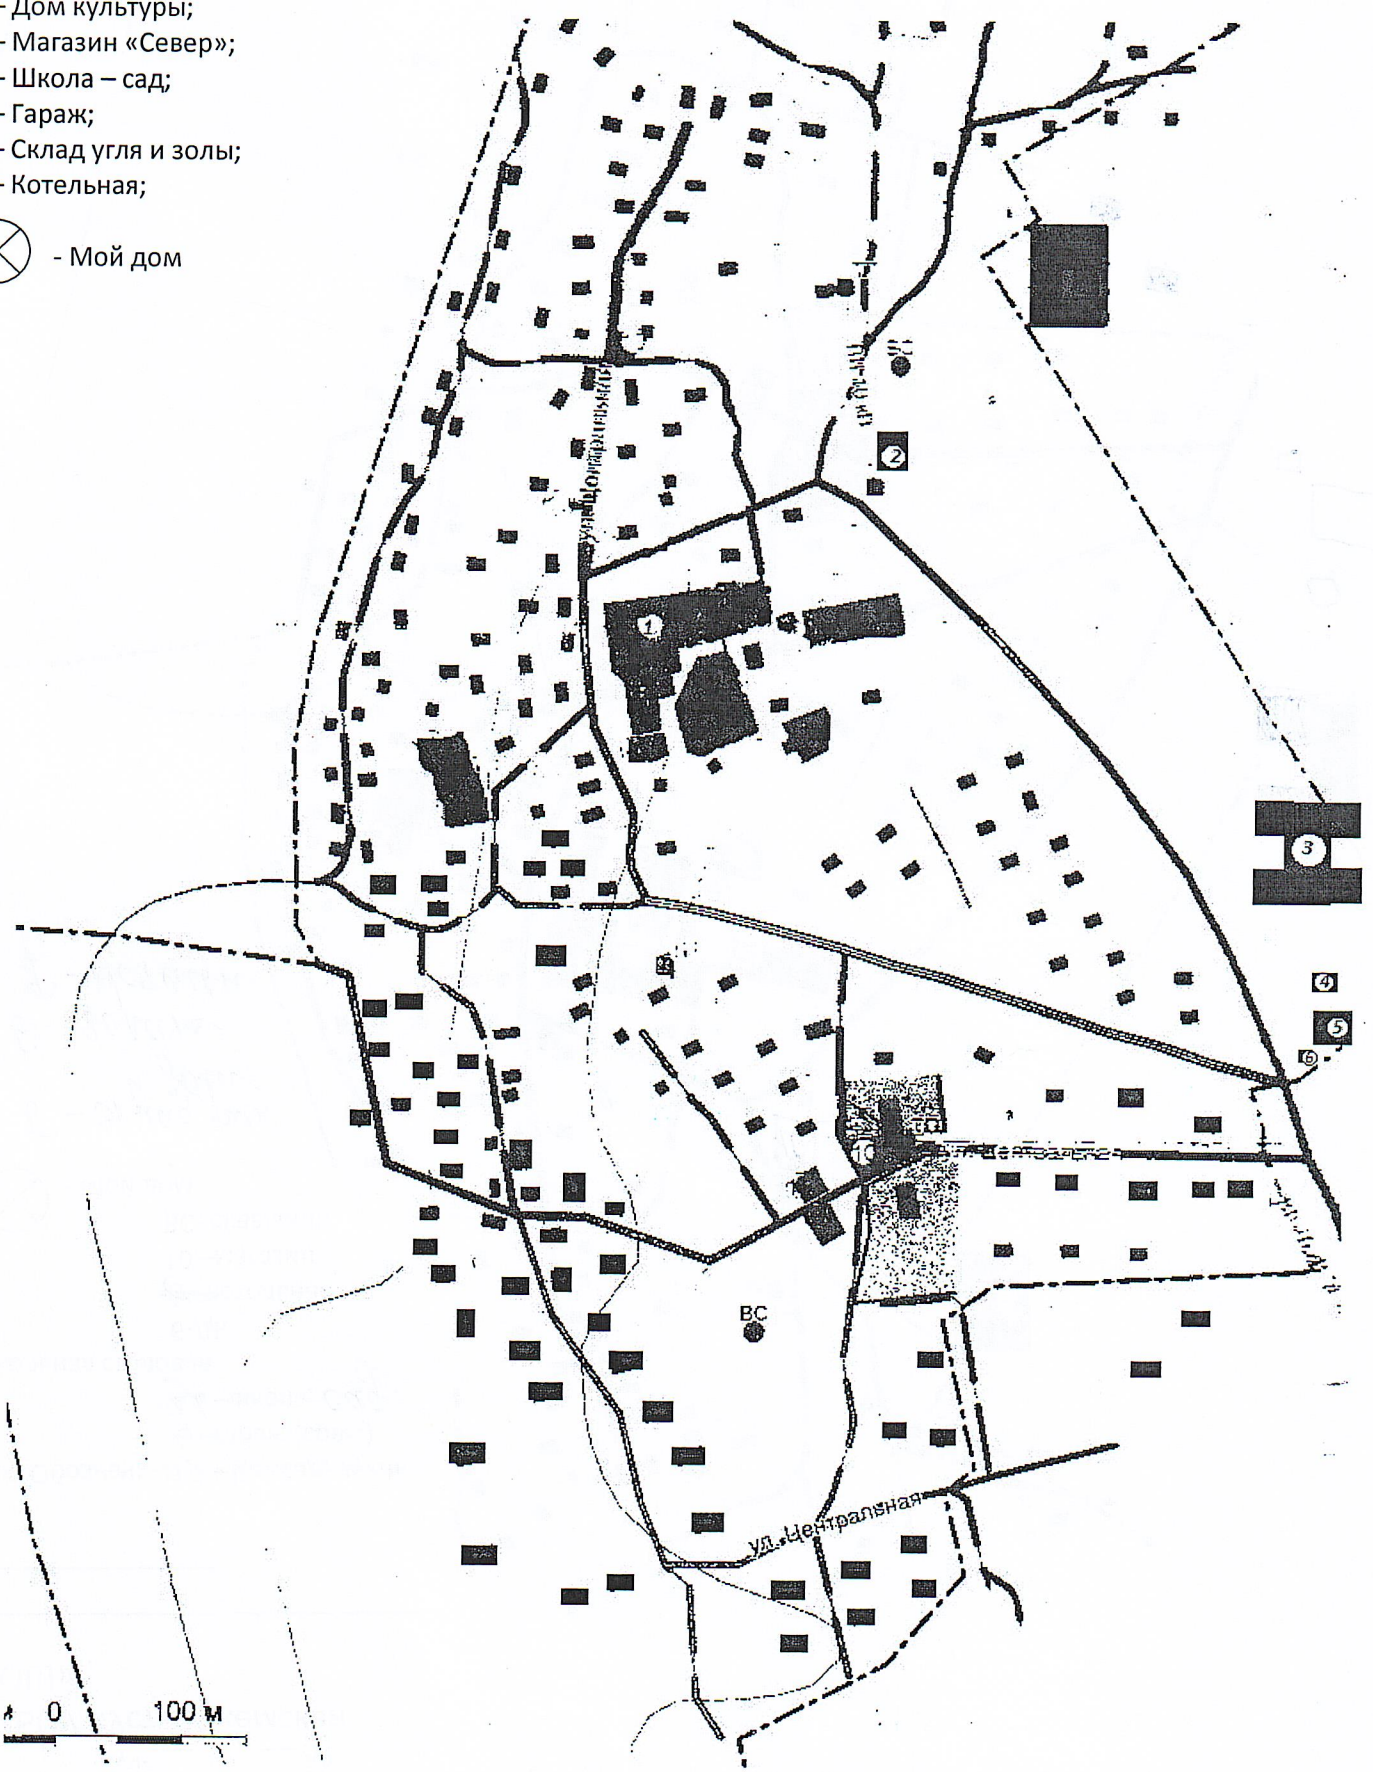 - Дом культуры;
- Магазин «Север»;
- Школа – сад;
- Гараж;
- Склад угля и золы;
- Котельная;
- Мой дом
2
1
3
4
5
6
10
ВС
ул. Центральная
0 100 м